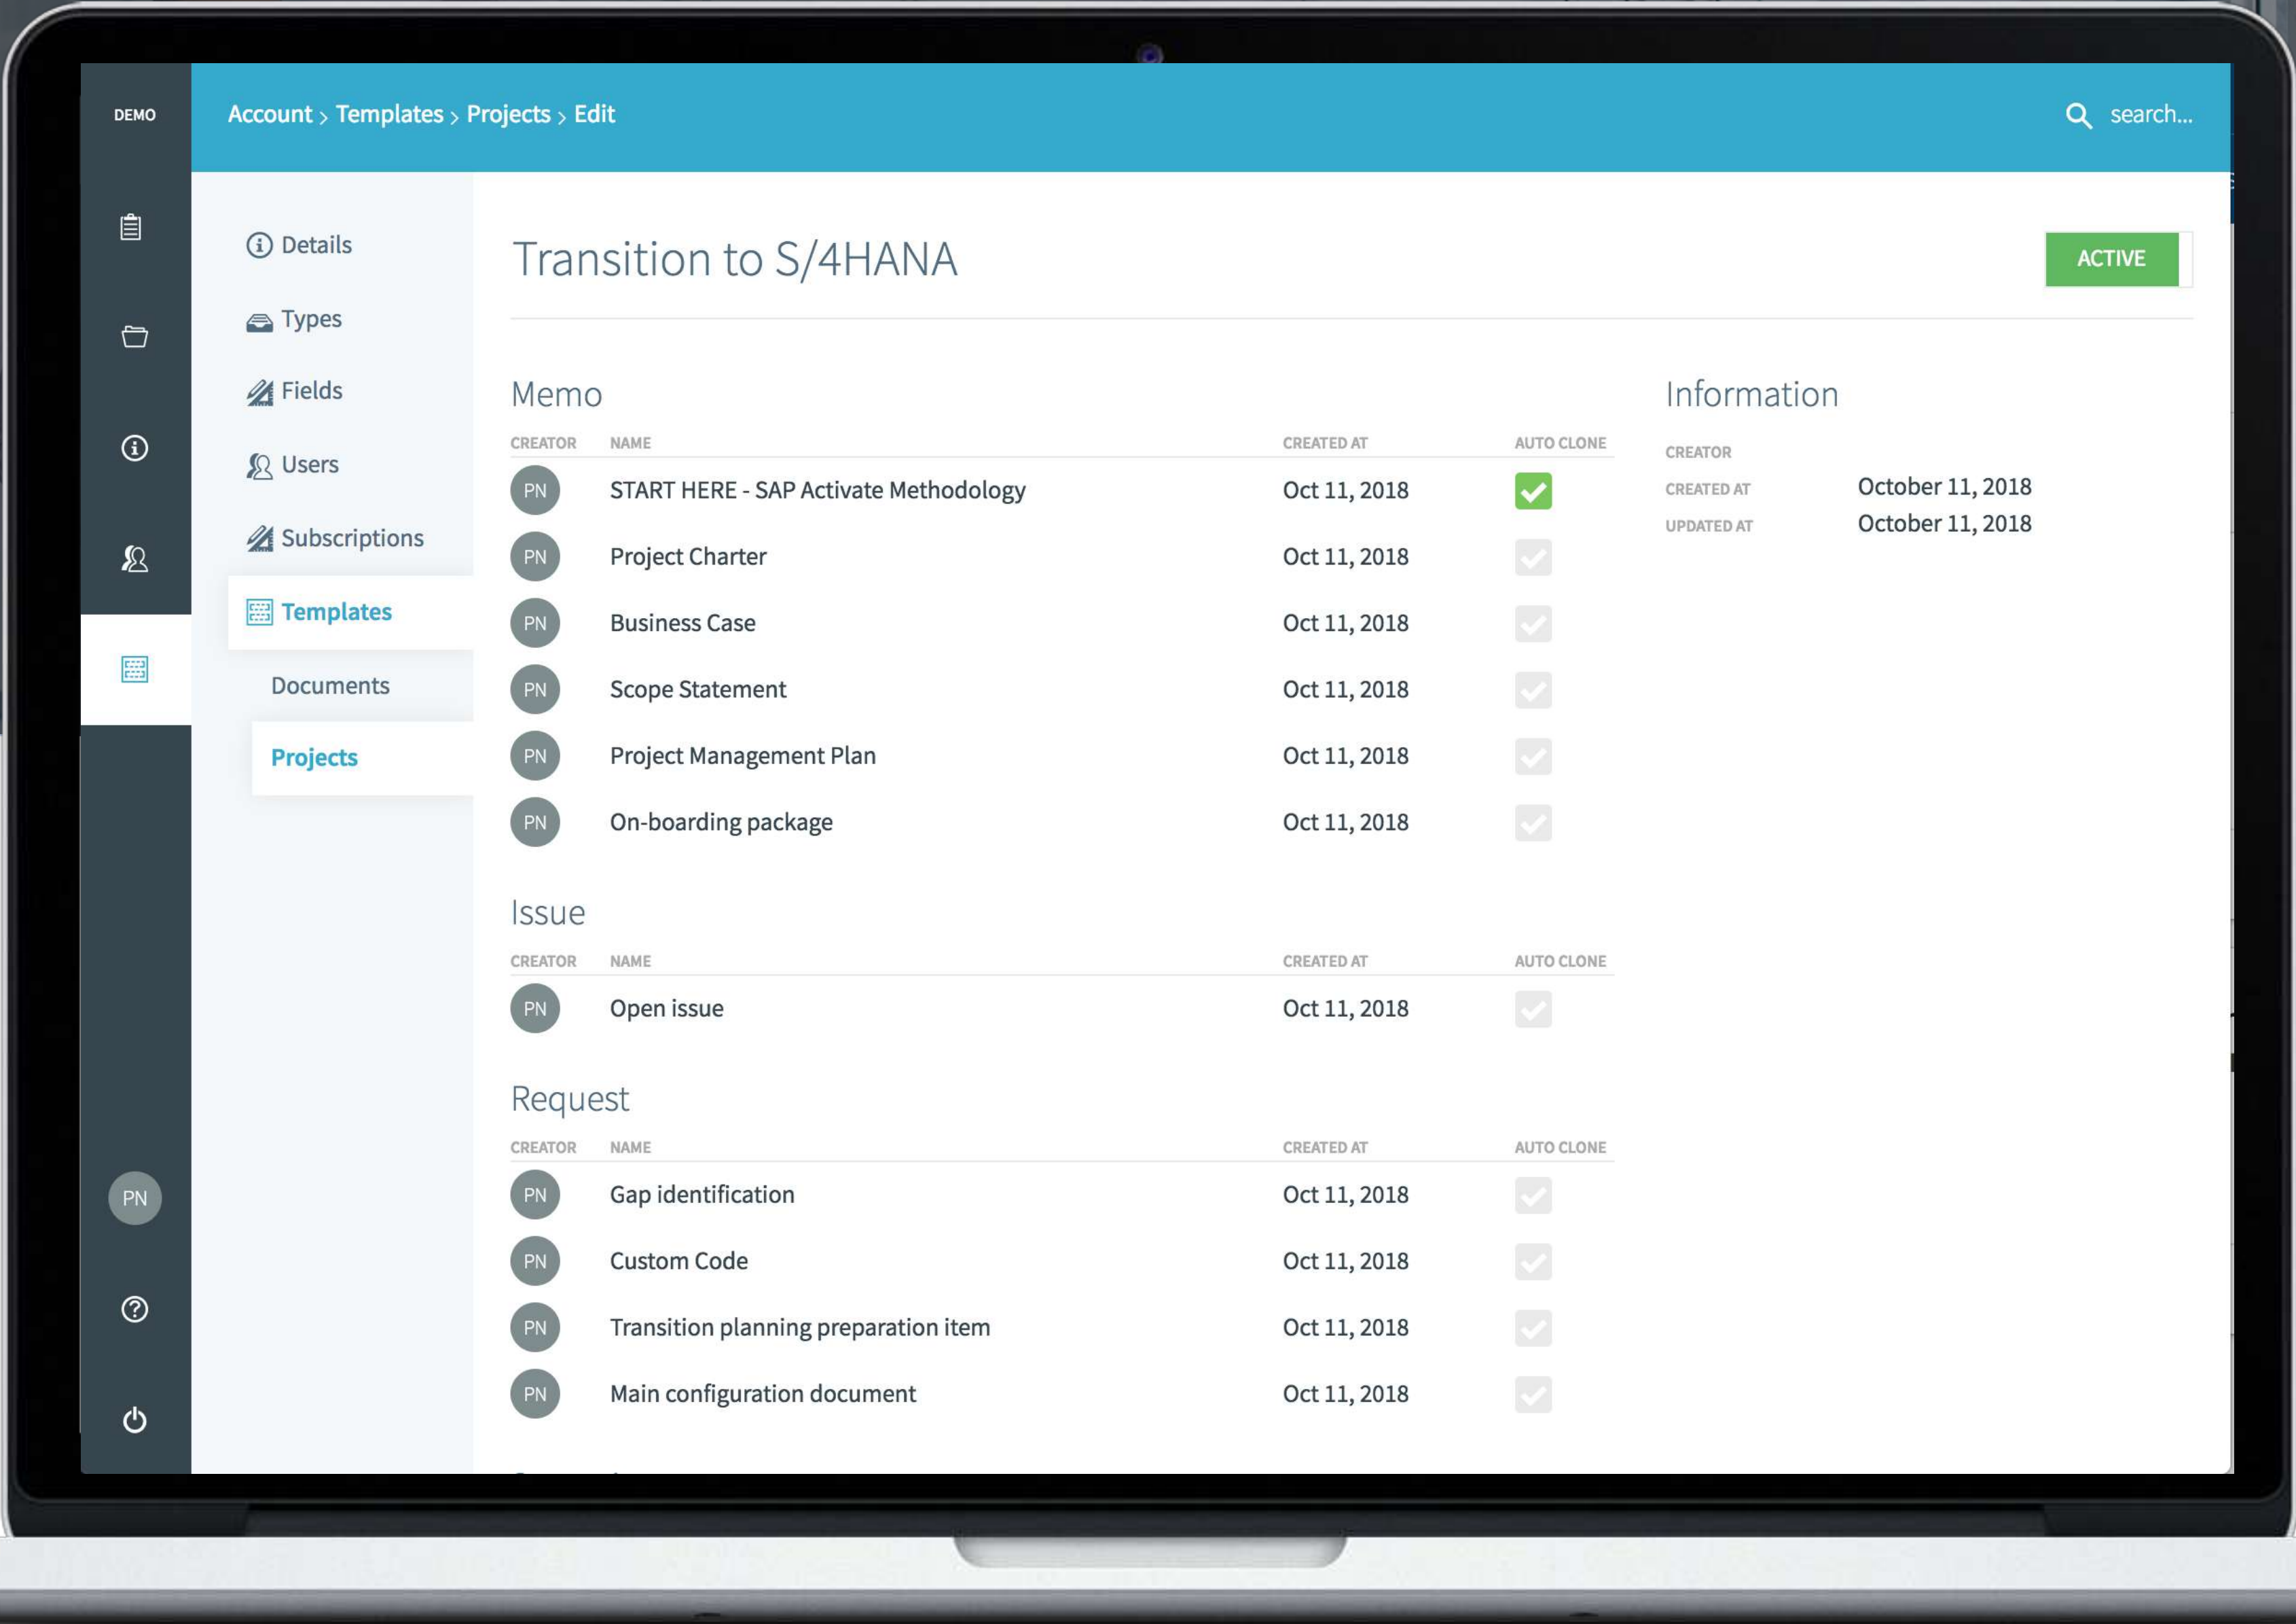 DEMO
Account > Templates > Projects > Edit
search...
Details
Types
Fields
Users
Subscriptions
Templates
Documents
Projects
PN
Transition to S/4HANA
ACTIVE
Memo
CREATOR NAME CREATED AT AUTO CLONE
PN START HERE - SAP Activate Methodology Oct 11, 2018
PN Project Charter Oct 11, 2018
PN Business Case Oct 11, 2018
PN Scope Statement Oct 11, 2018
PN Project Management Plan Oct 11, 2018
PN On-boarding package Oct 11, 2018
Issue
CREATOR NAME CREATED AT AUTO CLONE
PN Open issue Oct 11, 2018
Request
CREATOR NAME CREATED AT AUTO CLONE
PN Gap identification Oct 11, 2018
PN Custom Code Oct 11, 2018
PN Transition planning preparation item Oct 11, 2018
PN Main configuration document Oct 11, 2018
Information
CREATOR
CREATED AT October 11, 2018
UPDATED AT October 11, 2018